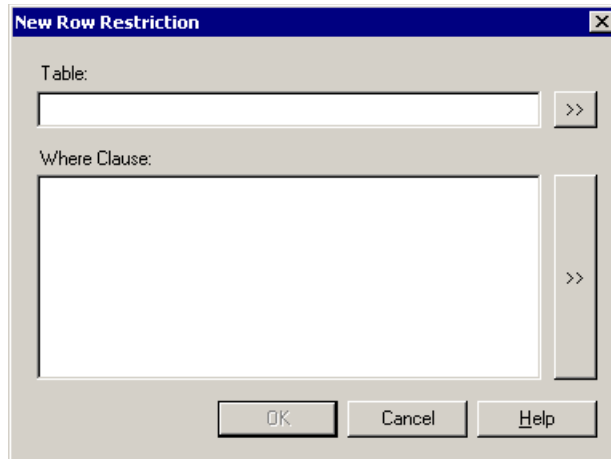 New Row Restriction
Table:
>>
Where Clause:
>>
OK
Cancel
Help